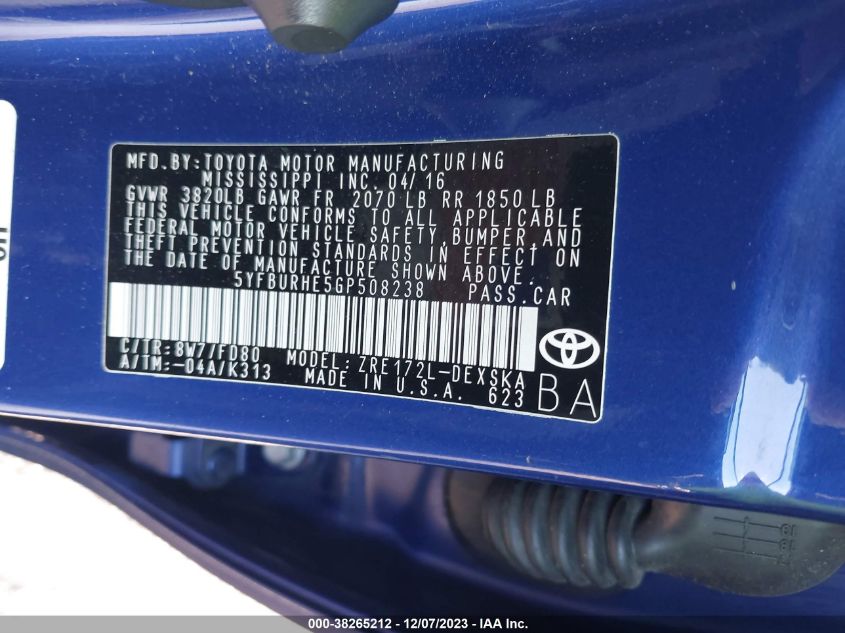 MFD.BY:TOYOTA MOTOR MANUFACTURING
MISSISSIPPI INC. 04/16
GVWR 3820LB GAWR FR 2070 LB RR 1850 LB
THIS VEHICLE CONFORMS TO ALL APPLICABLE
FEDERAL MOTOR VEHICLE SAFETY,BUMPER,AND
THEFT PREVENTION STANDARDS IN EFFECT ON
THE DATE OF MANUFACTURE SHOWN ABOVE.
5YFBURHE5GP508238 PASS.CAR
C/TR:8W7/FD80 MODEL:ZRE172L-DEXSKA
A/TM:-04A/K313 MADE IN U.S.A. 623
BA
000-38265212 - 12/07/2023 - IAA Inc.